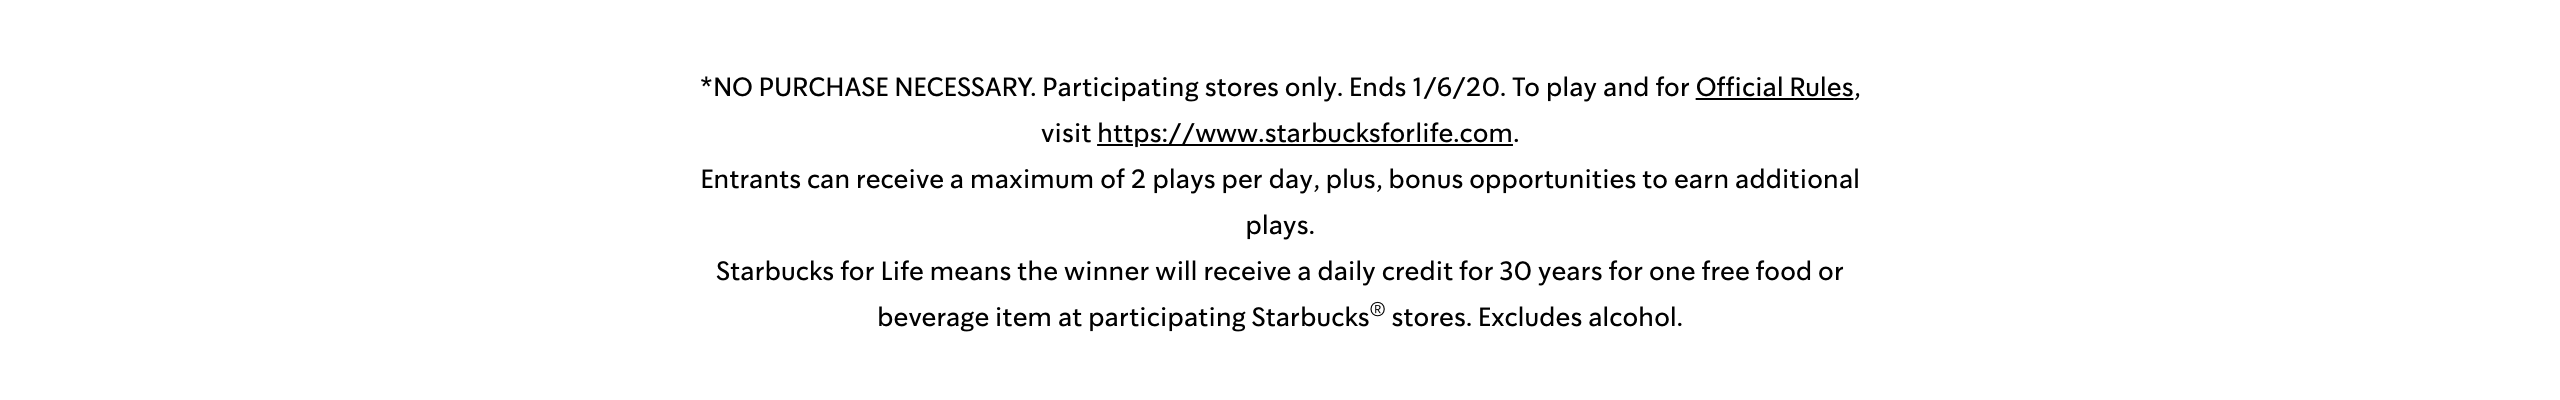 *NO PURCHASE NECESSARY. Participating stores only. Ends 1/6/20. To play and for Official Rules,
visit https://www.starbucksforlife.com.
Entrants can receive a maximum of 2 plays per day, plus, bonus opportunities to earn additional
plays.
Starbucks for Life means the winner will receive a daily credit for 30 years for one free food or
beverage item at participating Starbucks® stores. Excludes alcohol.